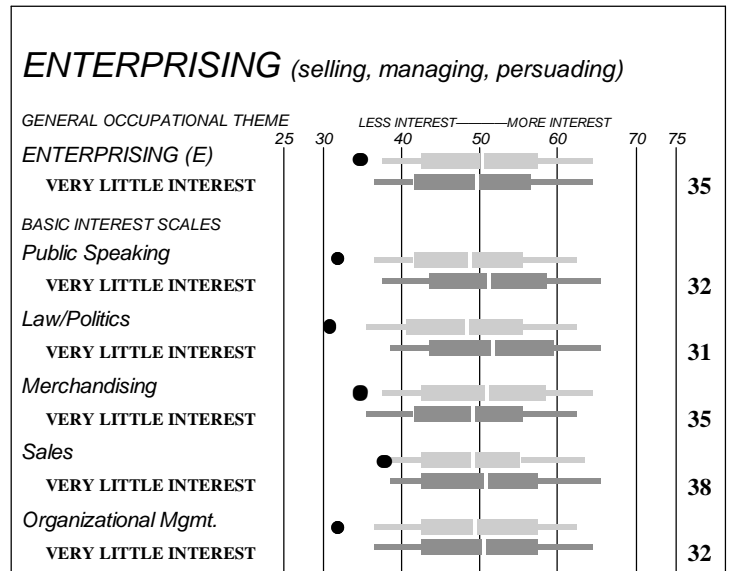 ENTERPRISING (selling, managing, persuading)
GENERAL OCCUPATIONAL THEME LESS INTEREST MORE INTEREST
25 30 40 50 60 70 75
ENTERPRISING (E)
VERY LITTLE INTEREST 35
BASIC INTEREST SCALES
Public Speaking
VERY LITTLE INTEREST 32
Law/Politics
VERY LITTLE INTEREST 31
Merchandising
VERY LITTLE INTEREST 35
Sales
VERY LITTLE INTEREST 38
Organizational Mgmt.
VERY LITTLE INTEREST 32